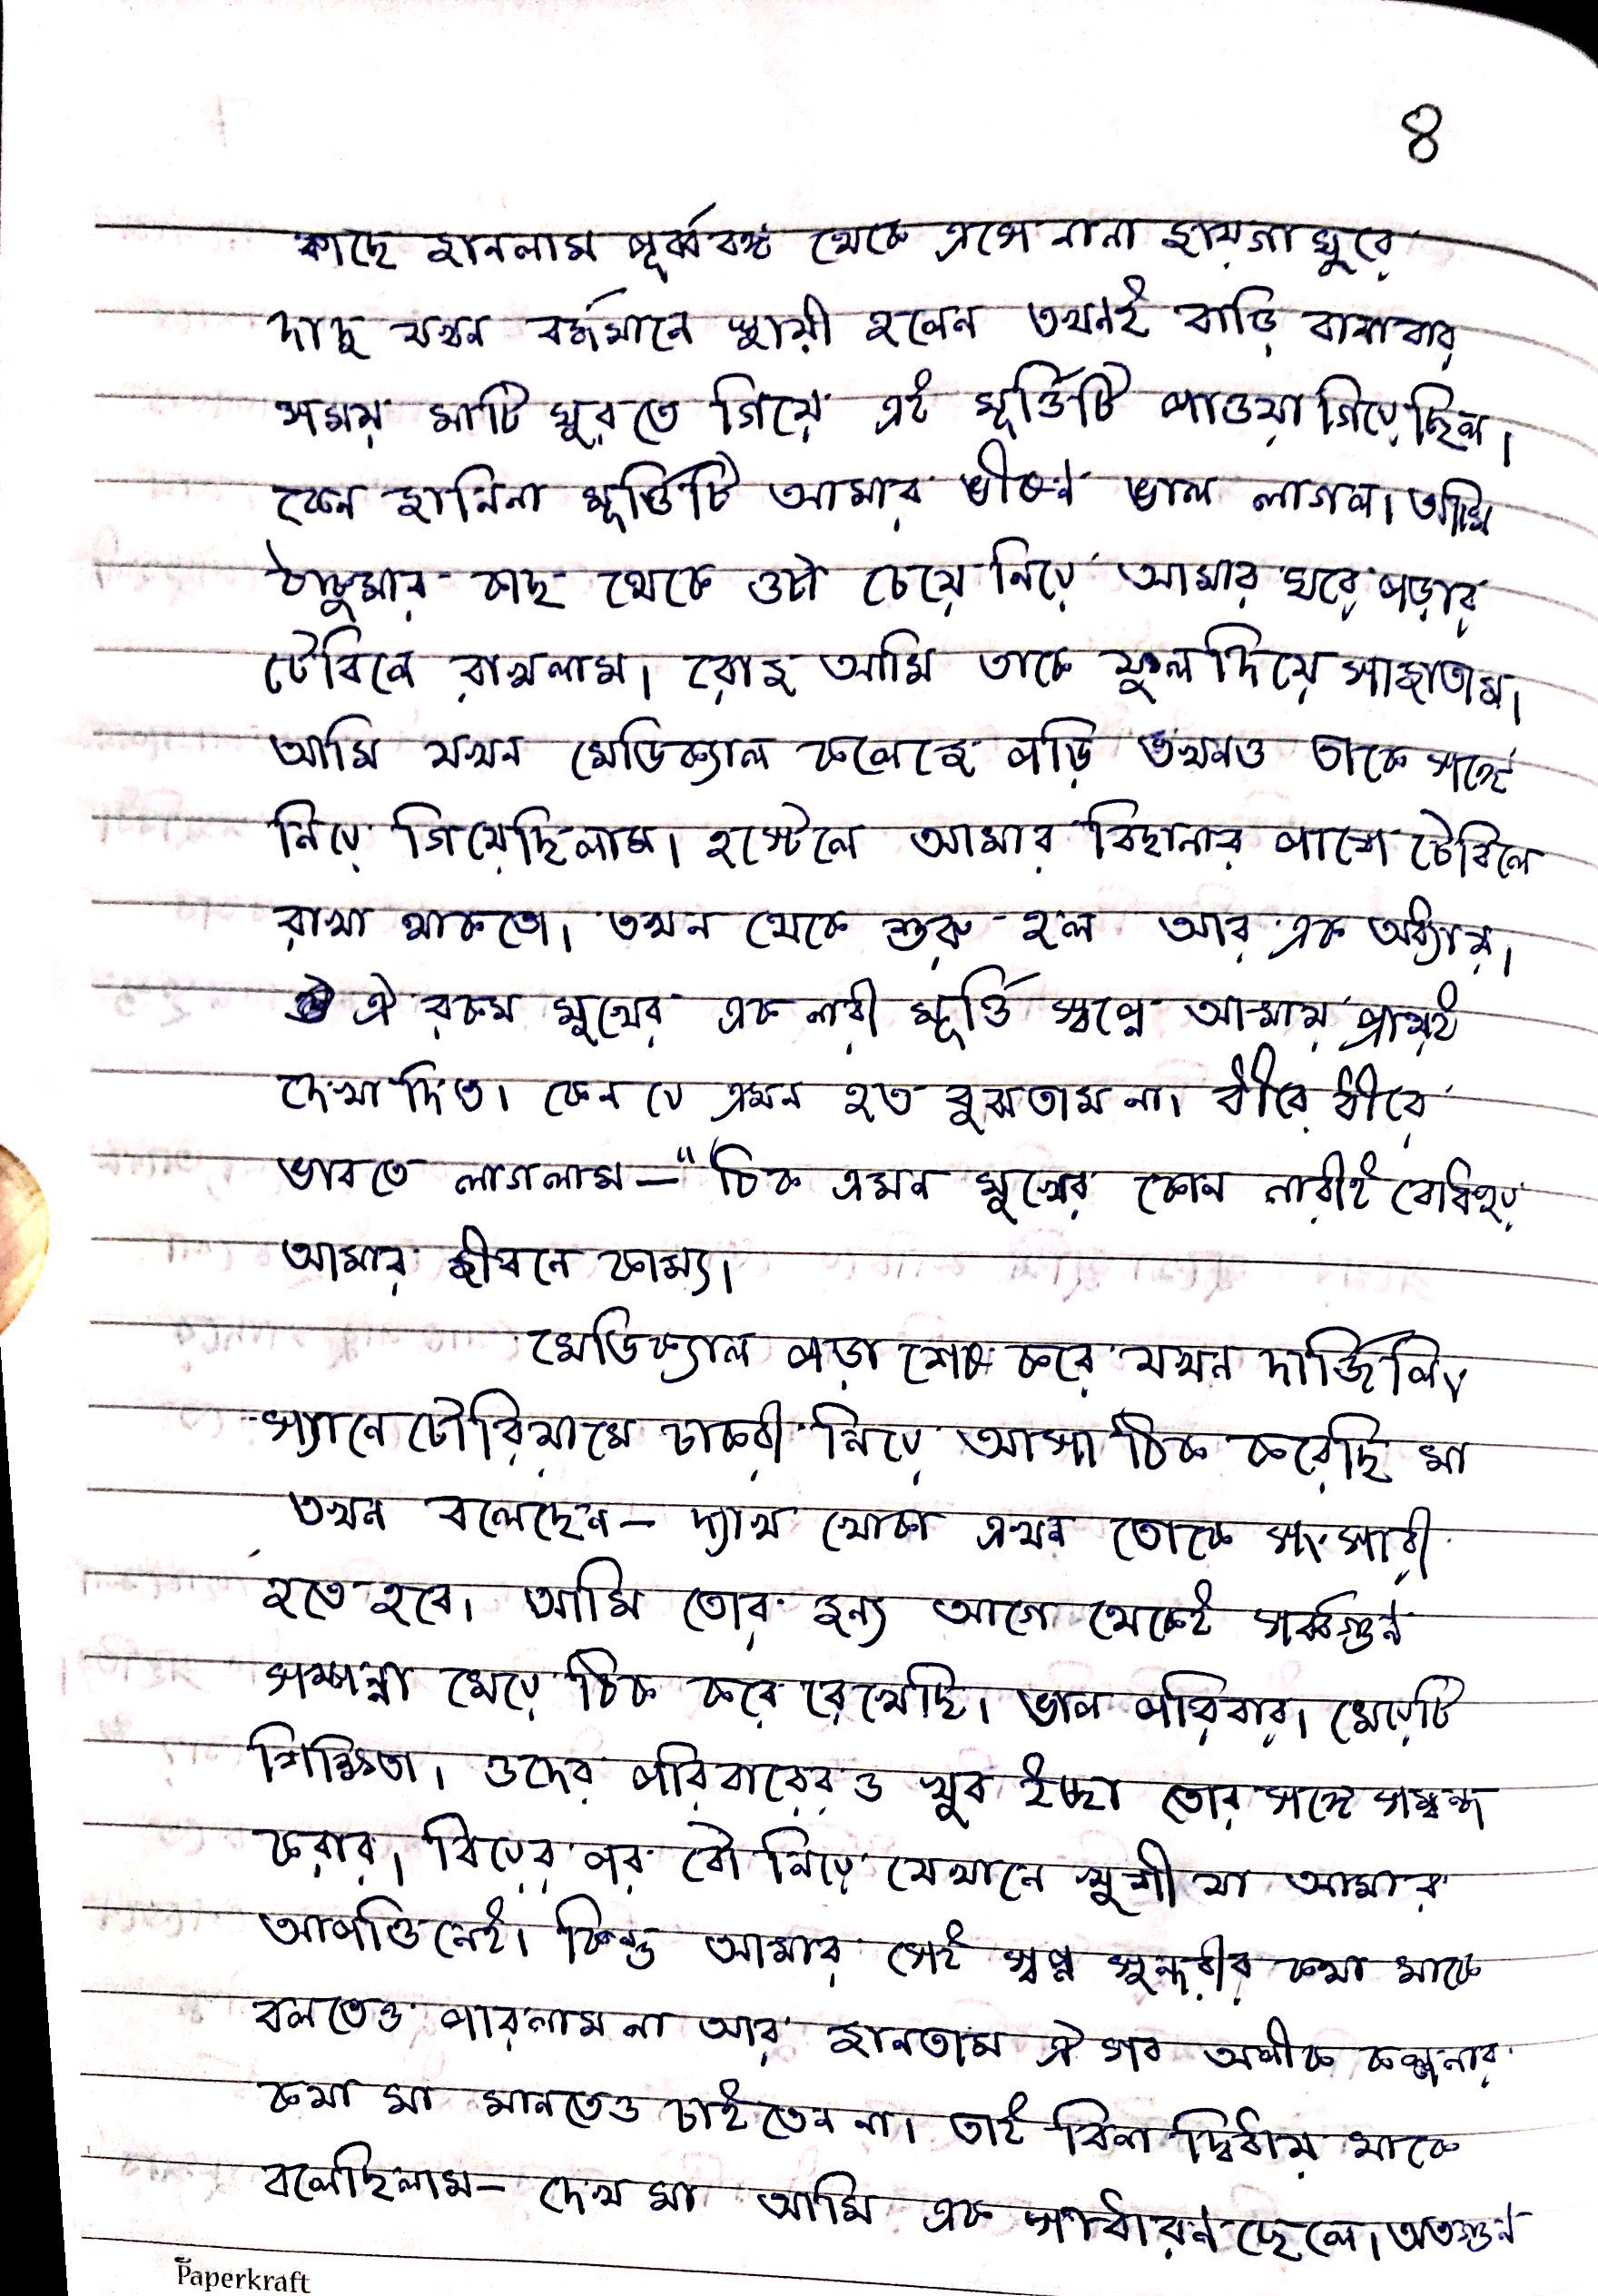 ৪
কাছে জানলাম পূর্ব্ববঙ্গ থেকে এসে নানা জায়গা ঘুরে
দাদু যখন বর্দ্ধমানে স্থায়ী হলেন তখনই বাড়ি বানাবার
সময় মাটি খুরতে গিয়ে এই মূর্ত্তিটি পাওয়া গিয়েছিল।
কেন জানিনা মূর্ত্তিটি আমার ভীষণ ভাল লাগল। আমি
ঠাকুমার কাছ থেকে ওটা চেয়ে নিয়ে আমার ঘরে পড়ার
টেবিলে রাখলাম। রোজ আমি তাকে ফুল দিয়ে সাজাতাম।
আমি যখন মেডিক্যাল কলেজে পড়ি তখনও তাকে সঙ্গে
নিয়ে গিয়েছিলাম। হস্টেলে আমার বিছানার পাশে টেবিলে
রাখা থাকতো। তখন থেকে শুরু হল আর এক অধ্যায়।
ঐ রকম মুখের এক নারী মূর্ত্তি স্বপ্নে আমায় প্রায়ই
দেখা দিত। কেন যে এমন হত বুঝতাম না। ধীরে ধীরে
ভাবতে লাগলাম — "ঠিক এমন মুখের কোন নারীই বোধহয়
আমার জীবনে কাম্য।
মেডিক্যাল পড়া শেষ করে যখন দার্জিলিং
স্যানেটোরিয়ামে চাকরী নিয়ে আসা ঠিক করেছি মা
তখন বলেছেন — দ্যাখ খোকা এখন তোকে সংসারী
হতে হবে। আমি তোর জন্য আগে থেকেই সর্ব্বগুণ
সম্পন্না মেয়ে ঠিক করে রেখেছি। ভাল পরিবার। মেয়েটি
শিক্ষিতা। ওদের পরিবারেরও খুব ইচ্ছা তোর সঙ্গে সম্বন্ধ
করার। বিয়ের পর বৌ নিয়ে যেখানে খুশী যা আমার
আপত্তি নেই। কিন্তু আমার সেই স্বপ্ন সুন্দরীর কথা মাকে
বলতেও পারলাম না আর জানতাম ঐ সব অলীক কল্পনার
কথা মা মানতেও চাইতেন না। তাই বিনা দ্বিধায় মাকে
বলেছিলাম — দেখ মা আমি এক সাধারণ ছেলে। অতগুণ
Paperkraft